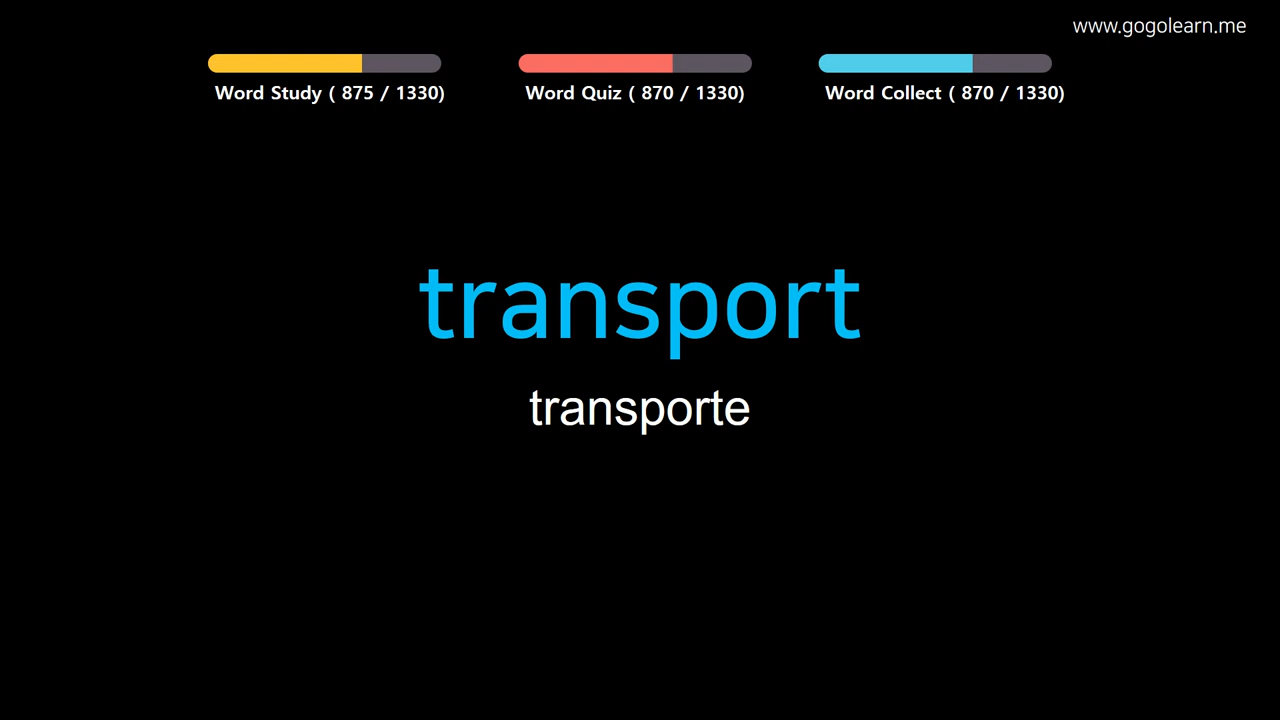 www.gogolearn.me
Word Study ( 875 / 1330)
Word Quiz ( 870 / 1330)
Word Collect ( 870 / 1330)
transport
transporte